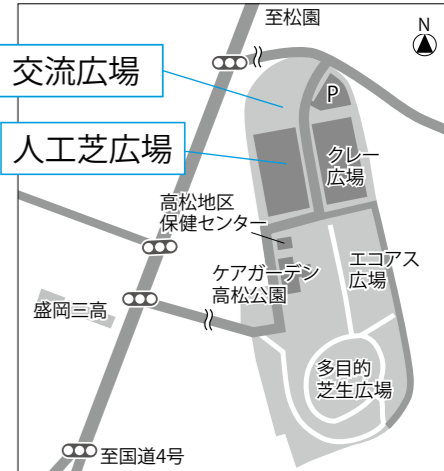 至松園
N
交流広場
P
人工芝広場
クレー
広場
高松地区
保健センター
ケアガーデン
高松公園
エコアス
広場
盛岡三高
多目的
芝生広場
至国道4号